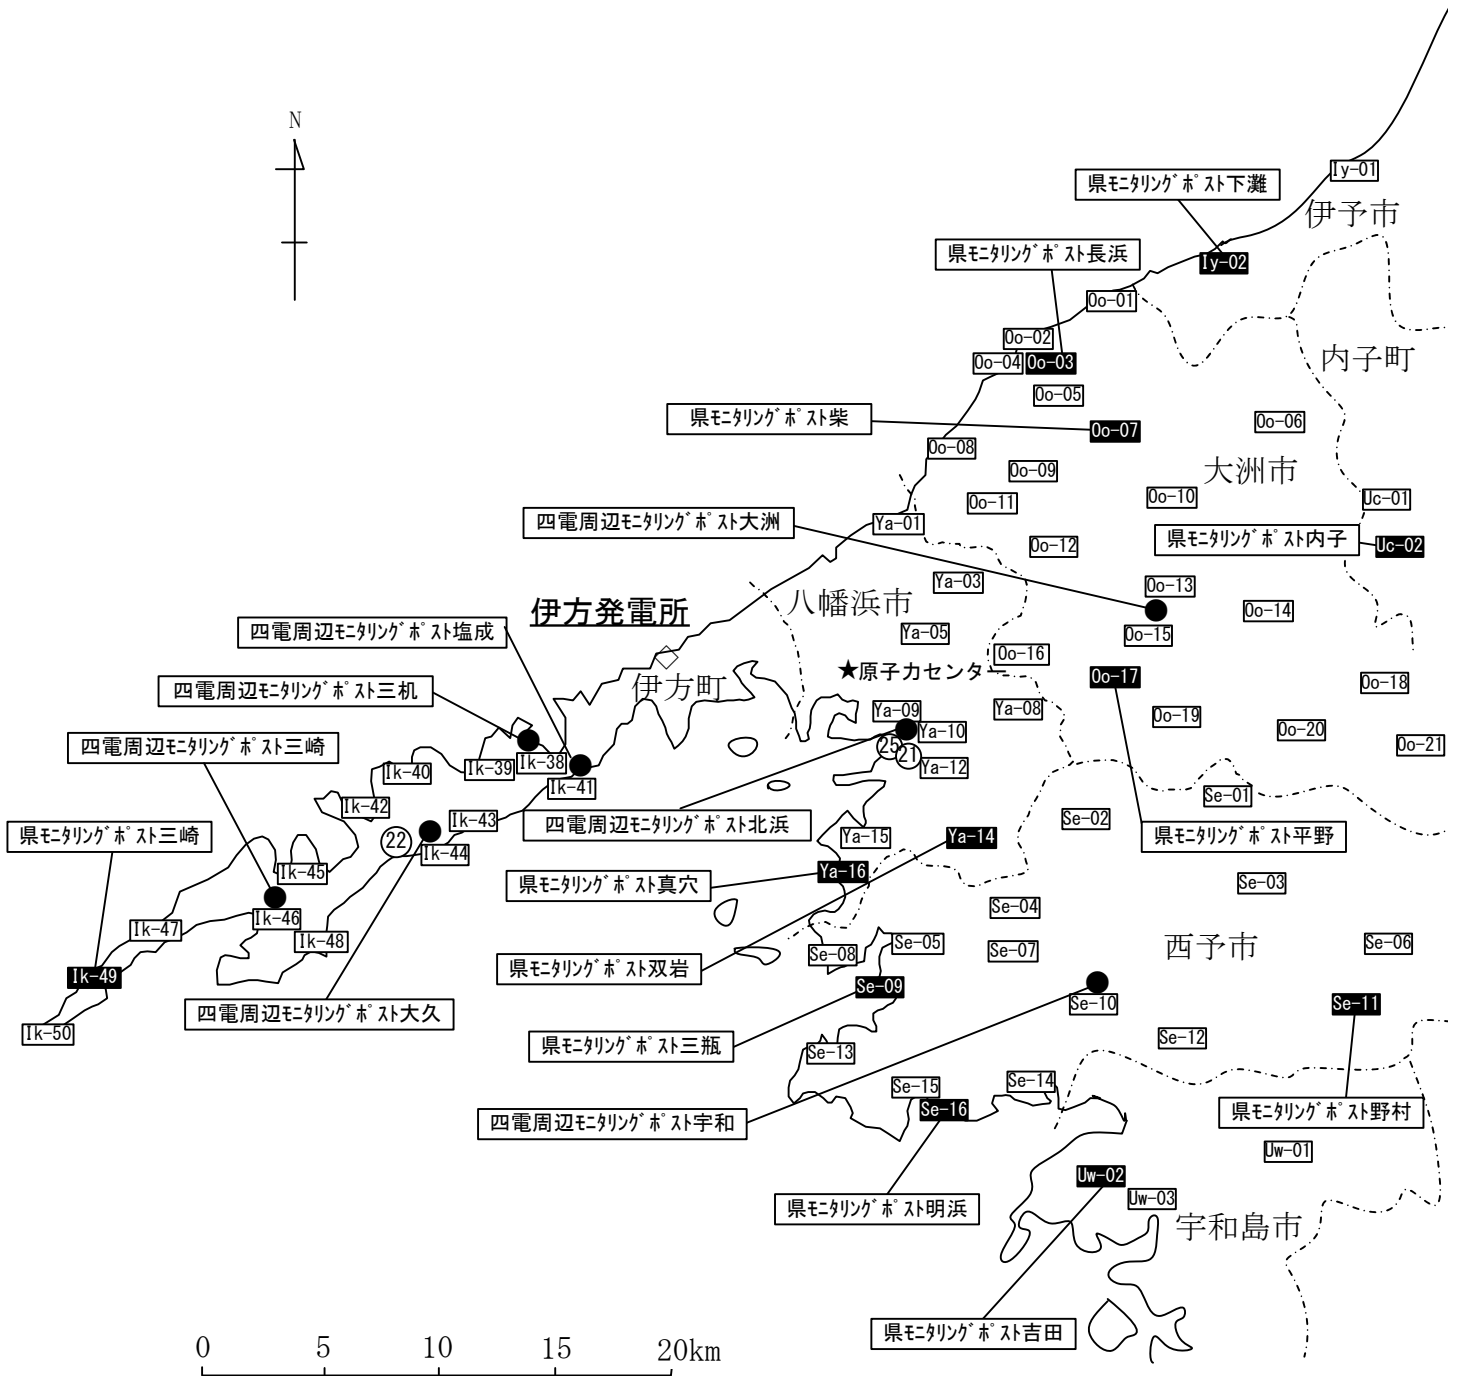 N
Iy-01
県ﾓﾆﾀﾘﾝｸﾞﾎﾟｽﾄ下灘
伊予市
県ﾓﾆﾀﾘﾝｸﾞﾎﾟｽﾄ長浜
Iy-02
Oo-01
Oo-02
内子町
Oo-04
Oo-03
Oo-05
県ﾓﾆﾀﾘﾝｸﾞﾎﾟｽﾄ柴
Oo-07
Oo-06
Oo-08
Oo-09
大洲市
Oo-11
Oo-10
Uc-01
四電周辺ﾓﾆﾀﾘﾝｸﾞﾎﾟｽﾄ大洲
Ya-01
県ﾓﾆﾀﾘﾝｸﾞﾎﾟｽﾄ内子
Uc-02
Oo-12
Ya-03
Oo-13
八幡浜市
伊方発電所
Oo-14
四電周辺ﾓﾆﾀﾘﾝｸﾞﾎﾟｽﾄ塩成
Ya-05
Oo-15
Oo-16
★原子力センター
Oo-17
伊方町
四電周辺ﾓﾆﾀﾘﾝｸﾞﾎﾟｽﾄ三机
Oo-18
Ya-09
Ya-08
Oo-19
Ya-10
Oo-20
四電周辺ﾓﾆﾀﾘﾝｸﾞﾎﾟｽﾄ三崎
25
21
Oo-21
Ik-38
Ik-39
Ik-40
Ya-12
Ik-41
Se-01
Ik-42
Ik-43
四電周辺ﾓﾆﾀﾘﾝｸﾞﾎﾟｽﾄ北浜
Se-02
県ﾓﾆﾀﾘﾝｸﾞﾎﾟｽﾄ三崎
22
Ya-15
Ya-14
県ﾓﾆﾀﾘﾝｸﾞﾎﾟｽﾄ平野
Ik-44
Ik-45
Ya-16
県ﾓﾆﾀﾘﾝｸﾞﾎﾟｽﾄ真穴
Se-03
Ik-46
Se-04
Ik-47
Ik-48
Se-05
西予市
Se-06
Se-08
Se-07
県ﾓﾆﾀﾘﾝｸﾞﾎﾟｽﾄ双岩
Ik-49
Se-09
四電周辺ﾓﾆﾀﾘﾝｸﾞﾎﾟｽﾄ大久
Se-10
Se-11
Ik-50
県ﾓﾆﾀﾘﾝｸﾞﾎﾟｽﾄ三瓶
Se-12
Se-13
Se-14
Se-15
Se-16
県ﾓﾆﾀﾘﾝｸﾞﾎﾟｽﾄ野村
四電周辺ﾓﾆﾀﾘﾝｸﾞﾎﾟｽﾄ宇和
Uw-01
Uw-02
Uw-03
県ﾓﾆﾀﾘﾝｸﾞﾎﾟｽﾄ明浜
宇和島市
県ﾓﾆﾀﾘﾝｸﾞﾎﾟｽﾄ吉田
0 5 10 15 20km